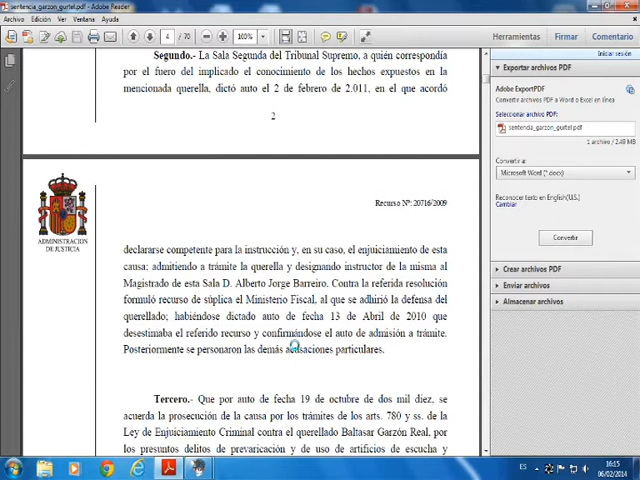 sentencia_garzon_gurtel.pdf - Adobe Reader
Archivo Edición Ver Ventana Ayuda
4 / 70 100% Herramientas Firmar Comentario
Iniciar sesión
Segundo.- La Sala Segunda del Tribunal Supremo, a quién correspondía
por el fuero del implicado el conocimiento de los hechos expuestos en la
mencionada querella, dictó auto el 2 de febrero de 2.011, en el que acordó
2
ADMINISTRACION
DE JUSTICIA
Recurso Nº: 20716/2009
declararse competente para la instrucción y, en su caso, el enjuiciamiento de esta
causa; admitiendo a trámite la querella y designando instructor de la misma al
Magistrado de esta Sala D. Alberto Jorge Barreiro. Contra la referida resolución
formuló recurso de súplica el Ministerio Fiscal, al que se adhirió la defensa del
querellado; habiéndose dictado auto de fecha 13 de Abril de 2010 que
desestimaba el referido recurso y confirmándose el auto de admisión a trámite.
Posteriormente se personaron las demás acusaciones particulares.
Tercero.- Que por auto de fecha 19 de octubre de dos mil diez, se
acuerda la prosecución de la causa por los trámites de los arts. 780 y ss. de la
Ley de Enjuiciamiento Criminal contra el querellado Baltasar Garzón Real, por
los presuntos delitos de prevaricación y de uso de artificios de escucha y
Exportar archivos PDF
Adobe ExportPDF
Convertir archivos PDF a Word o Excel en línea
Seleccionar archivo PDF:
sentencia_garzon_gurtel.pdf
1 archivo / 2.49 MB
Convertir a:
Microsoft Word (*.docx)
Reconocer texto en English(U.S.)
Cambiar
Convertir
Crear archivo PDF
Enviar archivos
Almacenar archivos
ES
16:15
06/02/2014